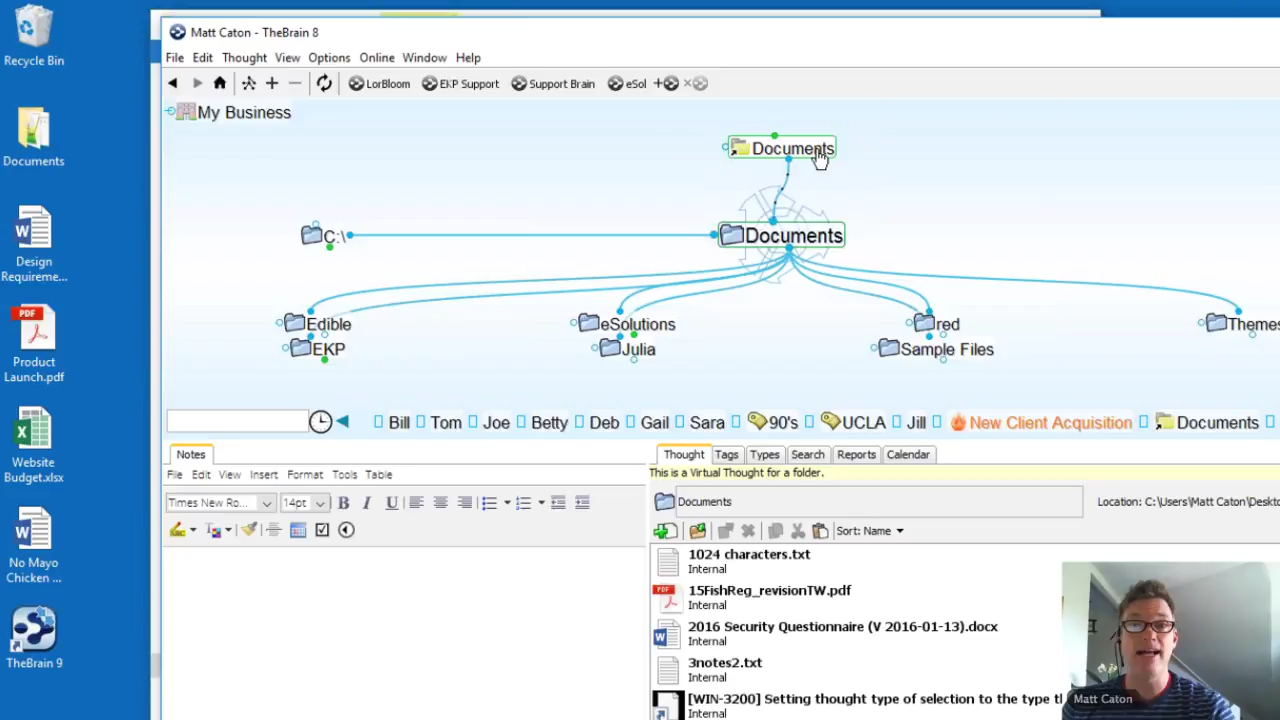 Recycle Bin
Documents
Design
Requireme...
PDF
Product
Launch.pdf
Website
Budget.xlsx
No Mayo
Chicken ...
TheBrain 9
Matt Caton - TheBrain 8
File Edit Thought View Options Online Window Help
LorBloom EKP Support Support Brain eSol
My Business
Documents
C:\ Documents
Edible eSolutions red Themes
EKP Julia Sample Files
Bill Tom Joe Betty Deb Gail Sara 90's UCLA Jill New Client Acquisition Documents
Notes
File Edit View Insert Format Tools Table
Times New Ro... 14pt B I U
Thought Tags Types Search Reports Calendar
This is a Virtual Thought for a folder.
Documents Location: C:\Users\Matt Caton\Deskto
Sort: Name
1024 characters.txt
Internal
PDF 15FishReg_revisionTW.pdf
Internal
2016 Security Questionnaire (V 2016-01-13).docx
Internal
3notes2.txt
Internal
[WIN-3200] Setting thought type of selection to the type th
Internal
Matt Caton